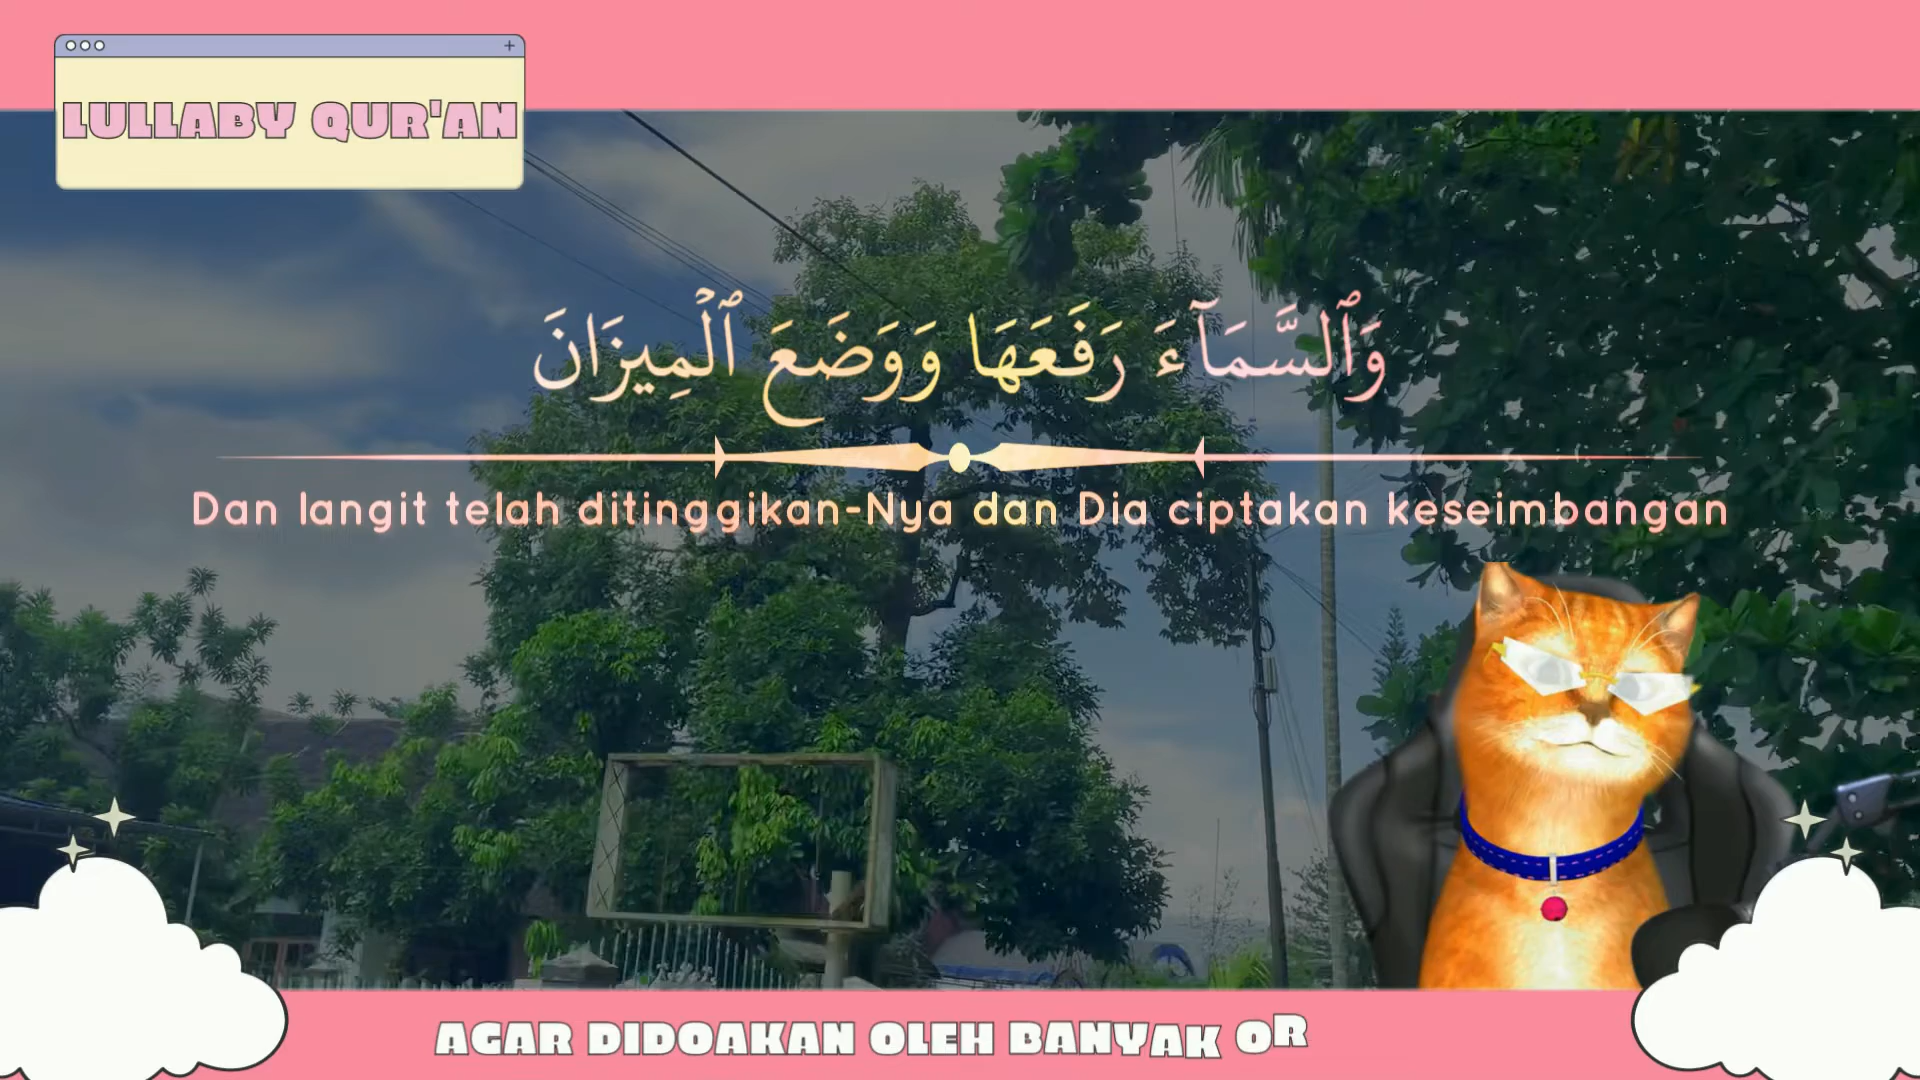 LULLABY QUR'AN
وَٱلسَّمَآءَ رَفَعَهَا وَوَضَعَ ٱلْمِيزَانَ
Dan langit telah ditinggikan-Nya dan Dia ciptakan keseimbangan
AGAR DIDOAKAN OLEH BANYAK OR